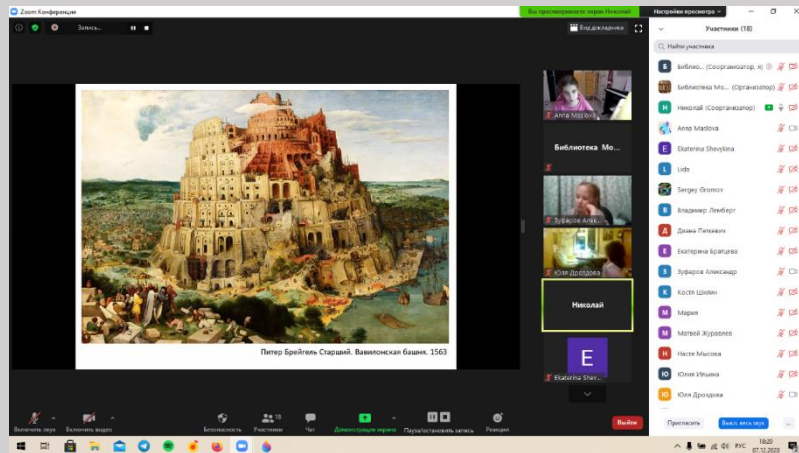 Zoom Конференция
Вы просматриваете экран Николай
Настройки просмотра
Запись...
Вид докладчика
Участники (18)
Найти участника
Библио... (Соорганизатор, я)
Библиотека Мо... (Организатор)
Николай (Соорганизатор)
Anna Maslova
Ekaterina Shevykina
Lida
Sergey Gromov
Владимир Лемберг
Диана Петкевич
Екатерина Братцева
Зуфаров Александр
Костя Шилин
Мария
Матвей Журавлев
Настя Мысова
Юлия Ильина
Юля Дроздова
Anna Maslova
Библиотека Мо...
Зуфаров Алек...
Юля Дроздова
Николай
E
Ekaterina Shev...
Питер Брейгель Старший. Вавилонская башня. 1563
Включить звук
Включить видео
Безопасность
Участники
18
Чат
Демонстрация экрана
Пауза/остановить запись
Реакции
Выйти
Пригласить
Выкл. весь звук
...
РУС
18:20
07.12.2020